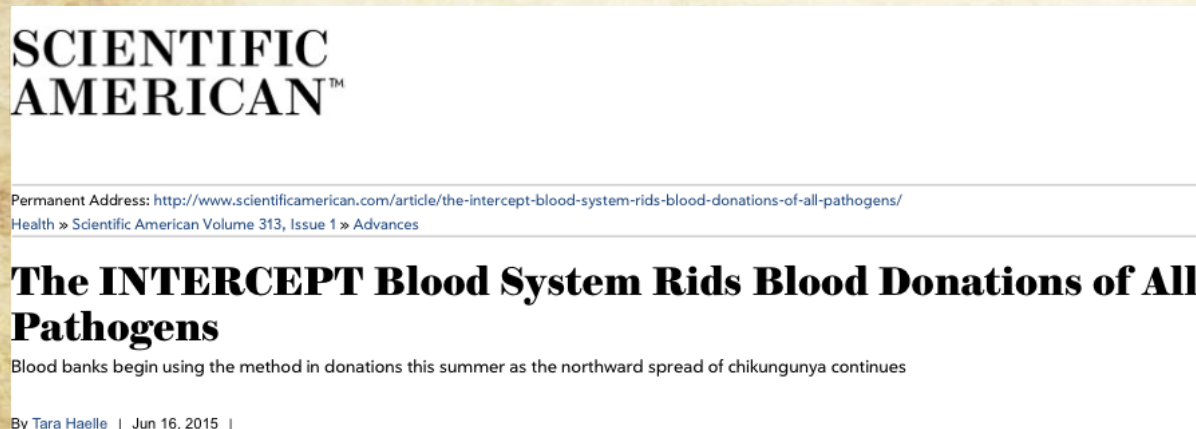 SCIENTIFIC
AMERICAN™
Permanent Address: http://www.scientificamerican.com/article/the-intercept-blood-system-rids-blood-donations-of-all-pathogens/
Health » Scientific American Volume 313, Issue 1 » Advances
The INTERCEPT Blood System Rids Blood Donations of All
Pathogens
Blood banks begin using the method in donations this summer as the northward spread of chikungunya continues
By Tara Haelle | Jun 16, 2015 |